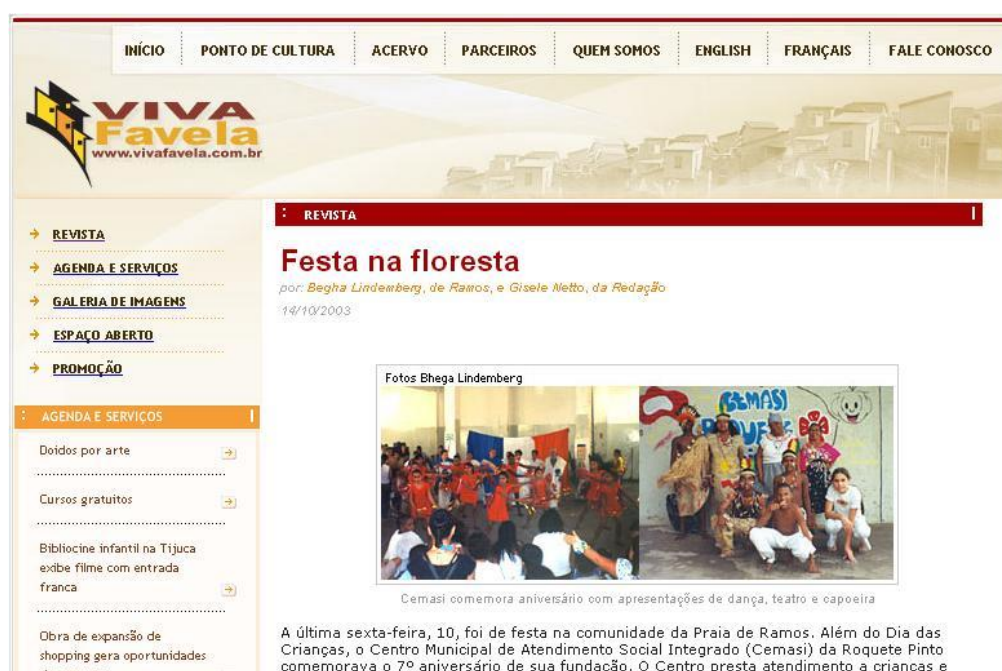 INÍCIO
PONTO DE CULTURA
ACERVO
PARCEIROS
QUEM SOMOS
ENGLISH
FRANÇAIS
FALE CONOSCO
VIVA
Favela
www.vivafavela.com.br
REVISTA
AGENDA E SERVIÇOS
GALERIA DE IMAGENS
ESPAÇO ABERTO
PROMOÇÃO
: AGENDA E SERVIÇOS
Doidos por arte
Cursos gratuitos
Bibliocine infantil na Tijuca
exibe filme com entrada
franca
Obra de expansão de
shopping gera oportunidades
: REVISTA
Festa na floresta
por: Begha Lindemberg, de Ramos, e Gisele Netto, da Redação
14/10/2003
Fotos Bhega Lindemberg
CEMASI
Cemasi comemora aniversário com apresentações de dança, teatro e capoeira
A última sexta-feira, 10, foi de festa na comunidade da Praia de Ramos. Além do Dia das
Crianças, o Centro Municipal de Atendimento Social Integrado (Cemasi) da Roquete Pinto
comemorava o 7º aniversário de sua fundação. O Centro presta atendimento a crianças e